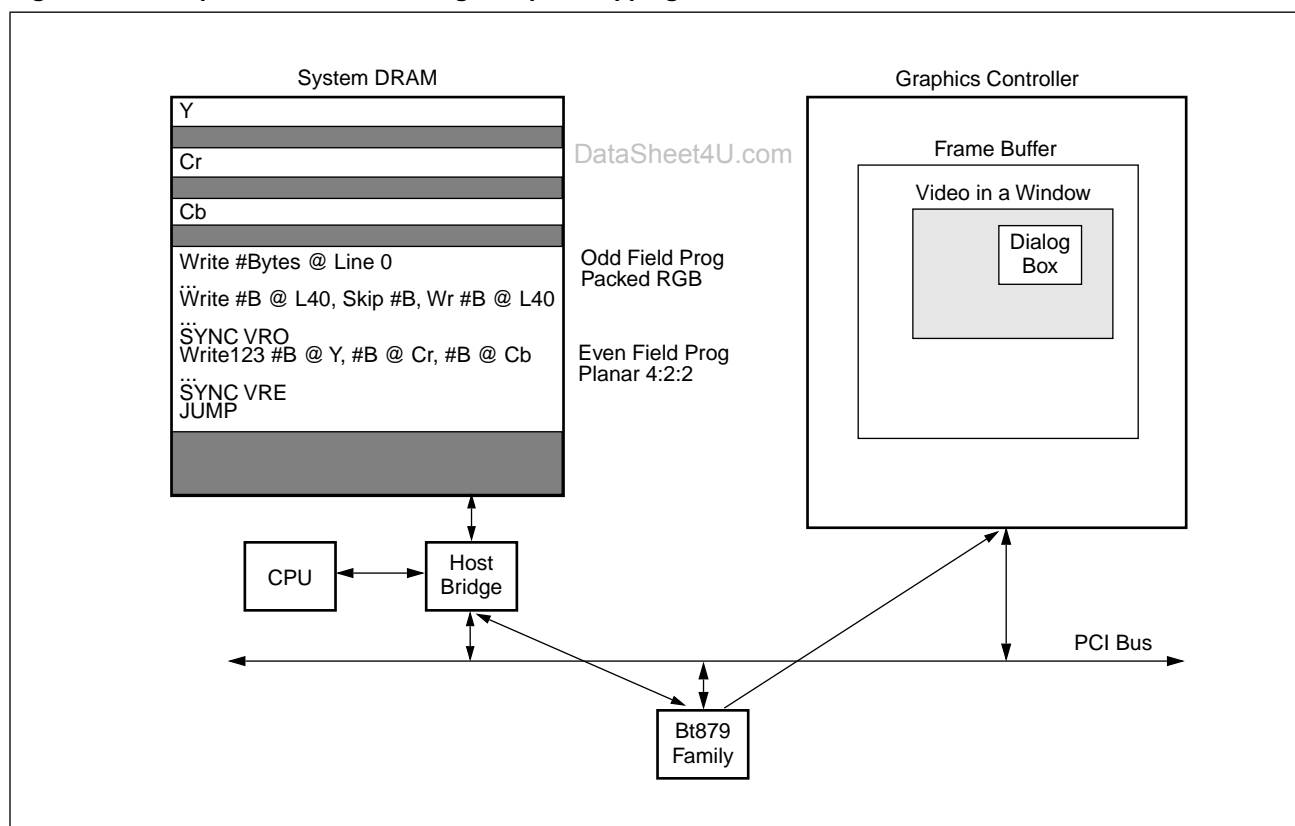 System DRAM
Y
Cr
Cb
Write #Bytes @ Line 0
...
Write #B @ L40, Skip #B, Wr #B @ L40
...
SYNC VRO
Write123 #B @ Y, #B @ Cr, #B @ Cb
...
SYNC VRE
JUMP
DataSheet4U.com
Odd Field Prog
Packed RGB
Even Field Prog
Planar 4:2:2
Graphics Controller
Frame Buffer
Video in a Window
Dialog
Box
CPU
Host
Bridge
PCI Bus
Bt879
Family